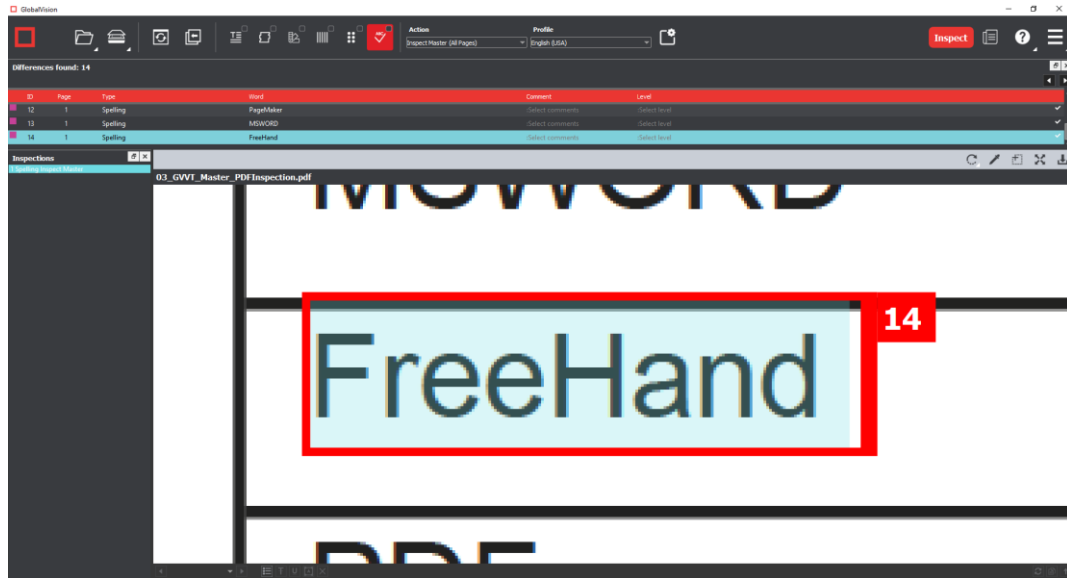 GlobalVision
Action
Profile
Inspect Master (All Pages)
English (USA)
Inspect
Differences found: 14
ID Page Type Word Comment Level
12 1 Spelling PageMaker :Select comments :Select level
13 1 Spelling MSWORD :Select comments :Select level
14 1 Spelling FreeHand :Select comments :Select level
Inspections
1 Spelling Inspect Master
03_GVVT_Master_PDFInspection.pdf
MSWORD
14
FreeHand
PDF